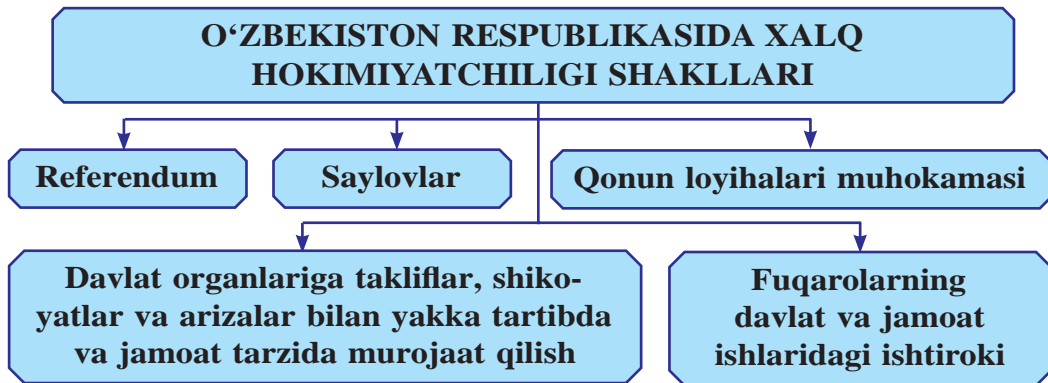 O‘ZBEKISTON RESPUBLIKASIDA XALQ
HOKIMIYATCHILIGI SHAKLLARI
Referendum
Saylovlar
Qonun loyihalari muhokamasi
Davlat organlariga takliflar, shiko-
yatlar va arizalar bilan yakka tartibda
va jamoat tarzida murojaat qilish
Fuqarolarning
davlat va jamoat
ishlaridagi ishtiroki